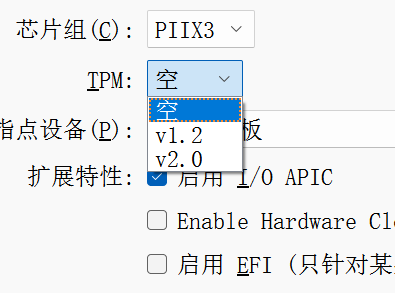 芯片组(C): PIIX3
TPM: 空
空
指点设备(P): 板
v1.2
v2.0
扩展特性: 启用 I/O APIC
Enable Hardware Cl
启用 EFI (只针对某